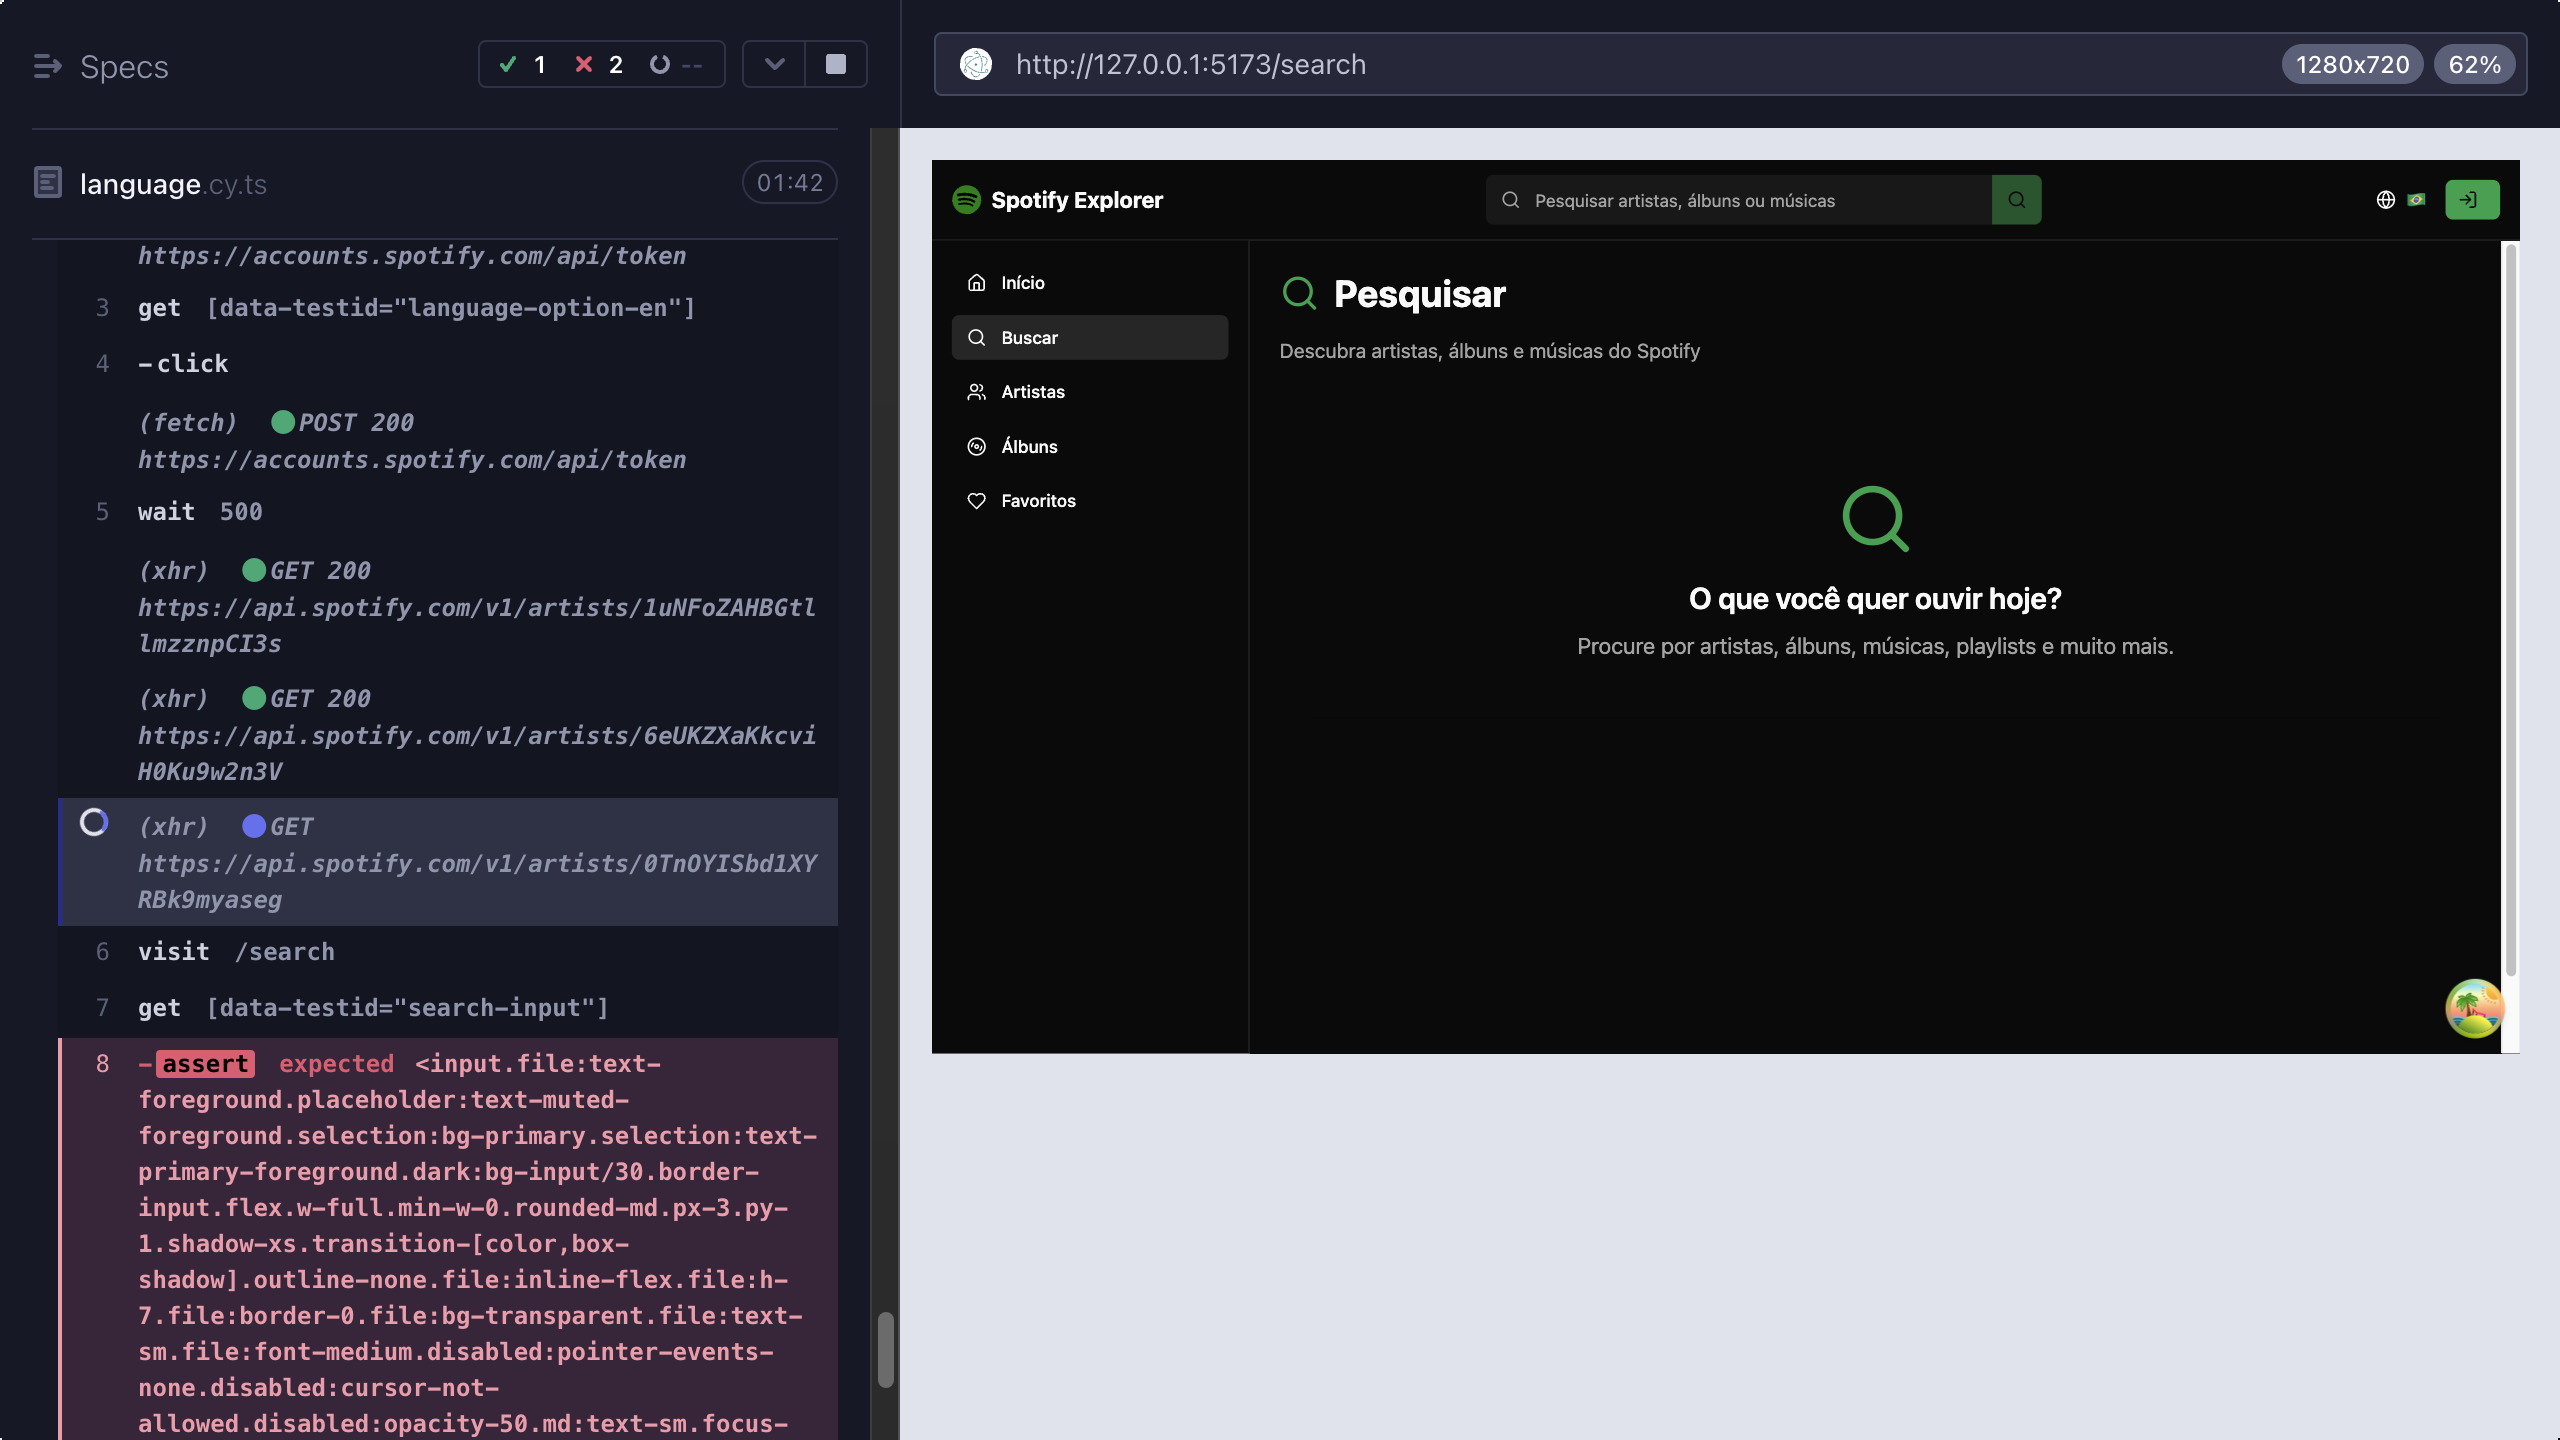 Specs
1 2 --
language.cy.ts
01:42
https://accounts.spotify.com/api/token
3 get [data-testid="language-option-en"]
4 -click
(fetch) POST 200
https://accounts.spotify.com/api/token
5 wait 500
(xhr) GET 200
https://api.spotify.com/v1/artists/1uNFoZAHBGtl
lmzznpCI3s
(xhr) GET 200
https://api.spotify.com/v1/artists/6eUKZXaKkcvi
H0Ku9w2n3V
(xhr) GET
https://api.spotify.com/v1/artists/0TnOYISbd1XY
RBk9myaseg
6 visit /search
7 get [data-testid="search-input"]
8 -assert expected <input.file:text-
foreground.placeholder:text-muted-
foreground.selection:bg-primary.selection:text-
primary-foreground.dark:bg-input/30.border-
input.flex.w-full.min-w-0.rounded-md.px-3.py-
1.shadow-xs.transition-[color,box-
shadow].outline-none.file:inline-flex.file:h-
7.file:border-0.file:bg-transparent.file:text-
sm.file:font-medium.disabled:pointer-events-
none.disabled:cursor-not-
allowed.disabled:opacity-50.md:text-sm.focus-
http://127.0.0.1:5173/search
1280x720
62%
Spotify Explorer
Pesquisar artistas, álbuns ou músicas
Início
Buscar
Artistas
Álbuns
Favoritos
Pesquisar
Descubra artistas, álbuns e músicas do Spotify
O que você quer ouvir hoje?
Procure por artistas, álbuns, músicas, playlists e muito mais.